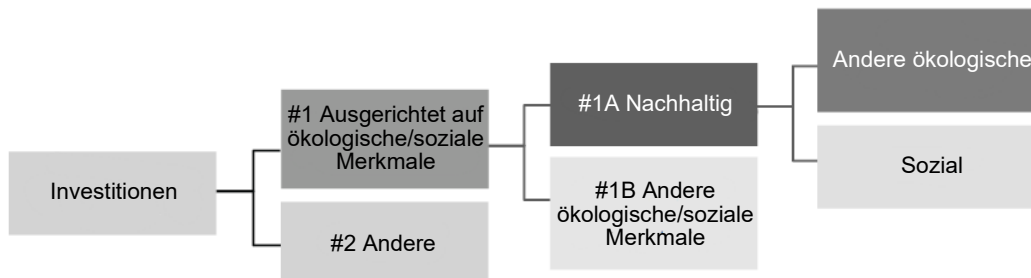 Investitionen
#1 Ausgerichtet auf
ökologische/soziale
Merkmale
#2 Andere
#1A Nachhaltig
#1B Andere
ökologische/soziale
Merkmale
Andere ökologische
Sozial